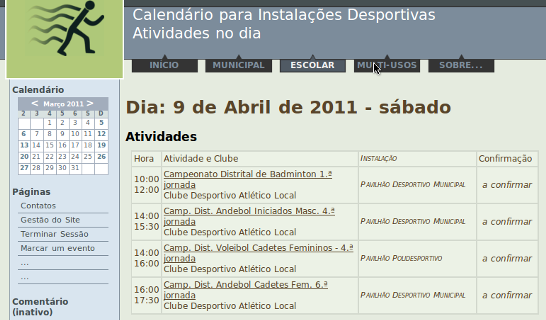 Calendário para Instalações Desportivas
Atividades no dia
INÍCIO MUNICIPAL ESCOLAR MULTI-USOS SOBRE...
Calendário
< Março 2011 >
2 3 4 5 6 S D
1 2 3 4 5
6 7 8 9 10 11 12
13 14 15 16 17 18 19
20 21 22 23 24 25 26
27 28 29 30 31
Páginas
Contatos
Gestão do Site
Terminar Sessão
Marcar um evento
...
...
Comentário
(inativo)
Dia: 9 de Abril de 2011 - sábado
Atividades
Hora Atividade e Clube Instalação Confirmação
10:00
12:00
Campeonato Distrital de Badminton 1.ª
jornada
Clube Desportivo Atlético Local
Pavilhão Desportivo Municipal
a confirmar
14:00
15:30
Camp. Dist. Andebol Iniciados Masc. 4.ª
jornada
Clube Desportivo Atlético Local
Pavilhão Desportivo Municipal
a confirmar
14:00
16:00
Camp. Dist. Voleibol Cadetes Femininos - 4.ª
jornada
Clube Desportivo Atlético Local
Pavilhão Polidesportivo
a confirmar
16:00
17:30
Camp. Dist. Andebol Cadetes Fem. 6.ª
jornada
Clube Desportivo Atlético Local
Pavilhão Desportivo Municipal
a confirmar